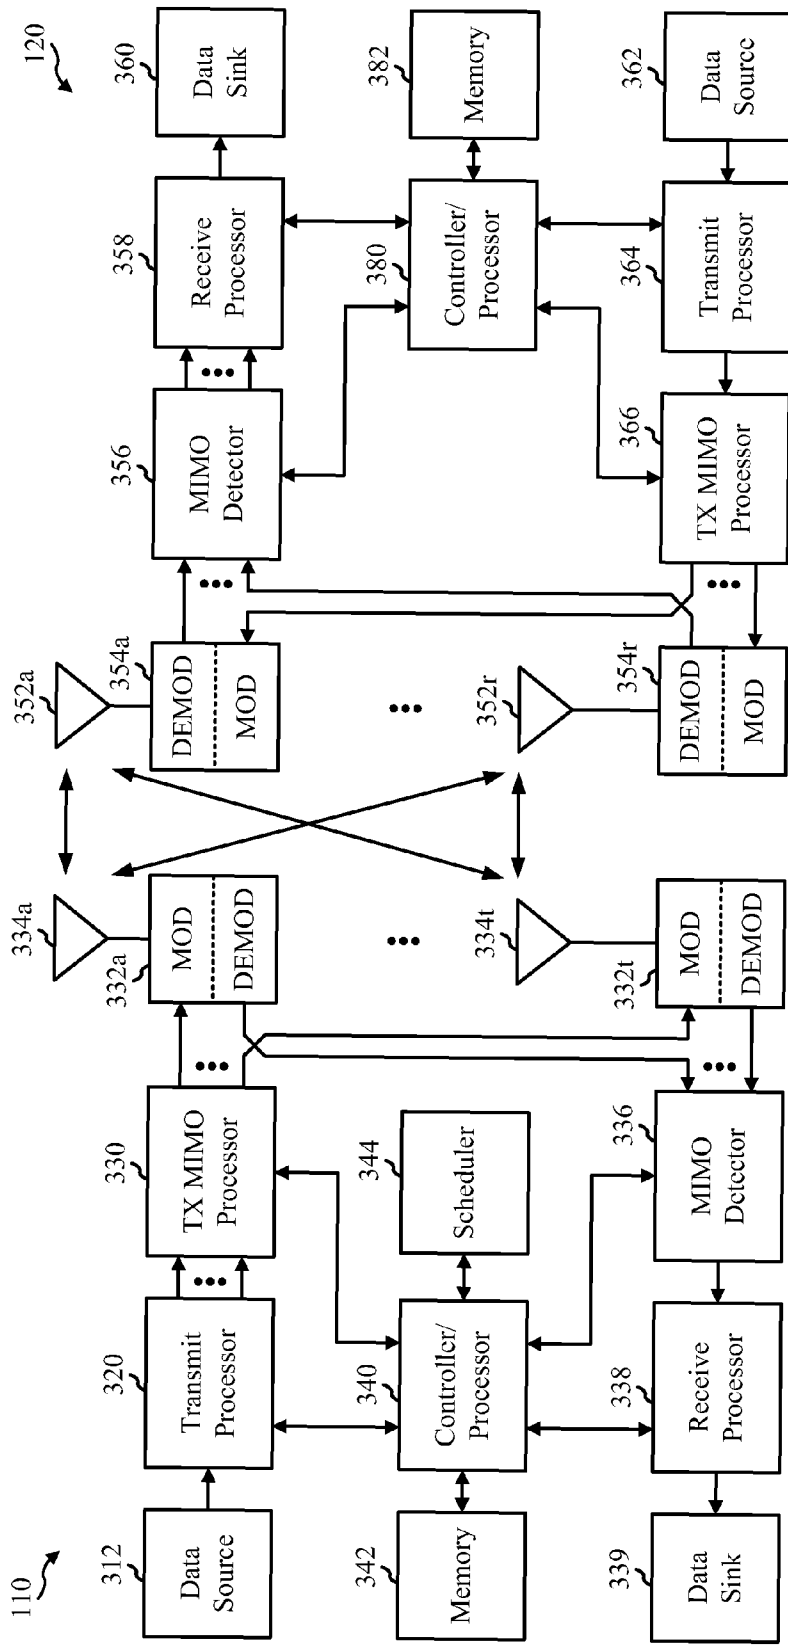 110
120
312
Data
Source
320
Transmit
Processor
330
TX MIMO
Processor
332a
MOD
DEMOD
334a
352a
354a
DEMOD
MOD
356
MIMO
Detector
358
Receive
Processor
360
Data
Sink
342
Memory
340
Controller/
Processor
344
Scheduler
380
Controller/
Processor
382
Memory
339
Data
Sink
338
Receive
Processor
336
MIMO
Dctcctor
332t
MOD
DEMOD
334t
352r
354r
DEMOD
MOD
366
TX MIMO
Processor
364
Transmit
Processor
362
Data
Source